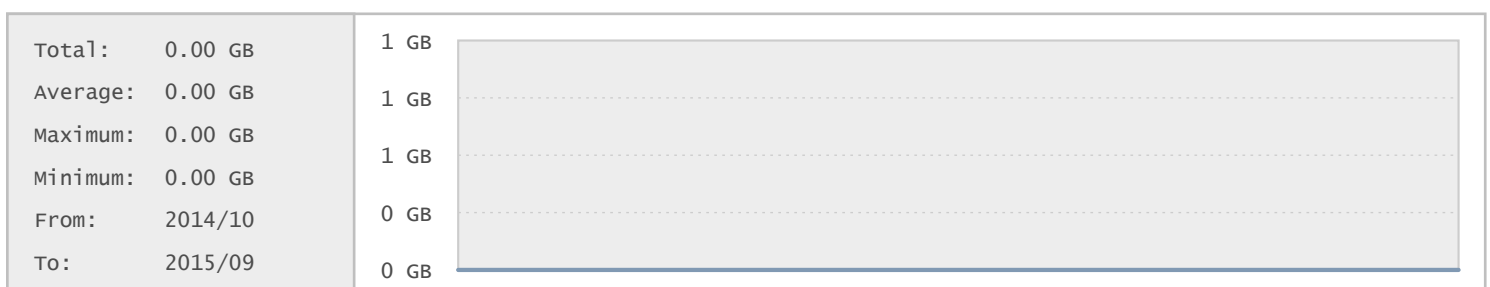 Total: 0.00 GB
Average: 0.00 GB
Maximum: 0.00 GB
Minimum: 0.00 GB
From: 2014/10
To: 2015/09
1 GB
1 GB
1 GB
0 GB
0 GB